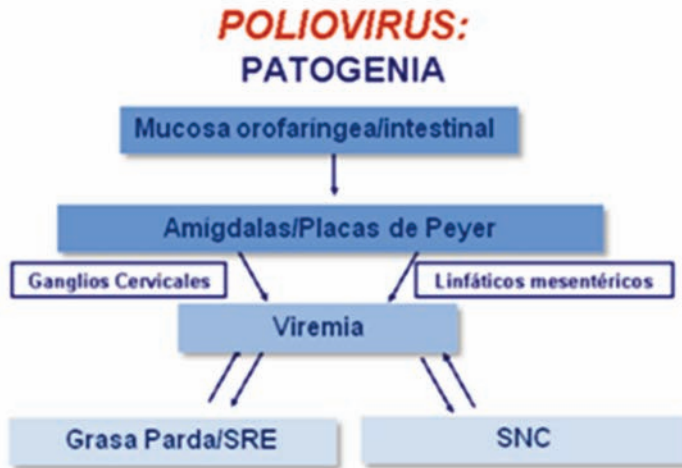 POLIOVIRUS:
PATOGENIA
Mucosa orofaríngea/intestinal
Amígdalas/Placas de Peyer
Ganglios Cervicales
Linfáticos mesentéricos
Viremia
Grasa Parda/SRE
SNC